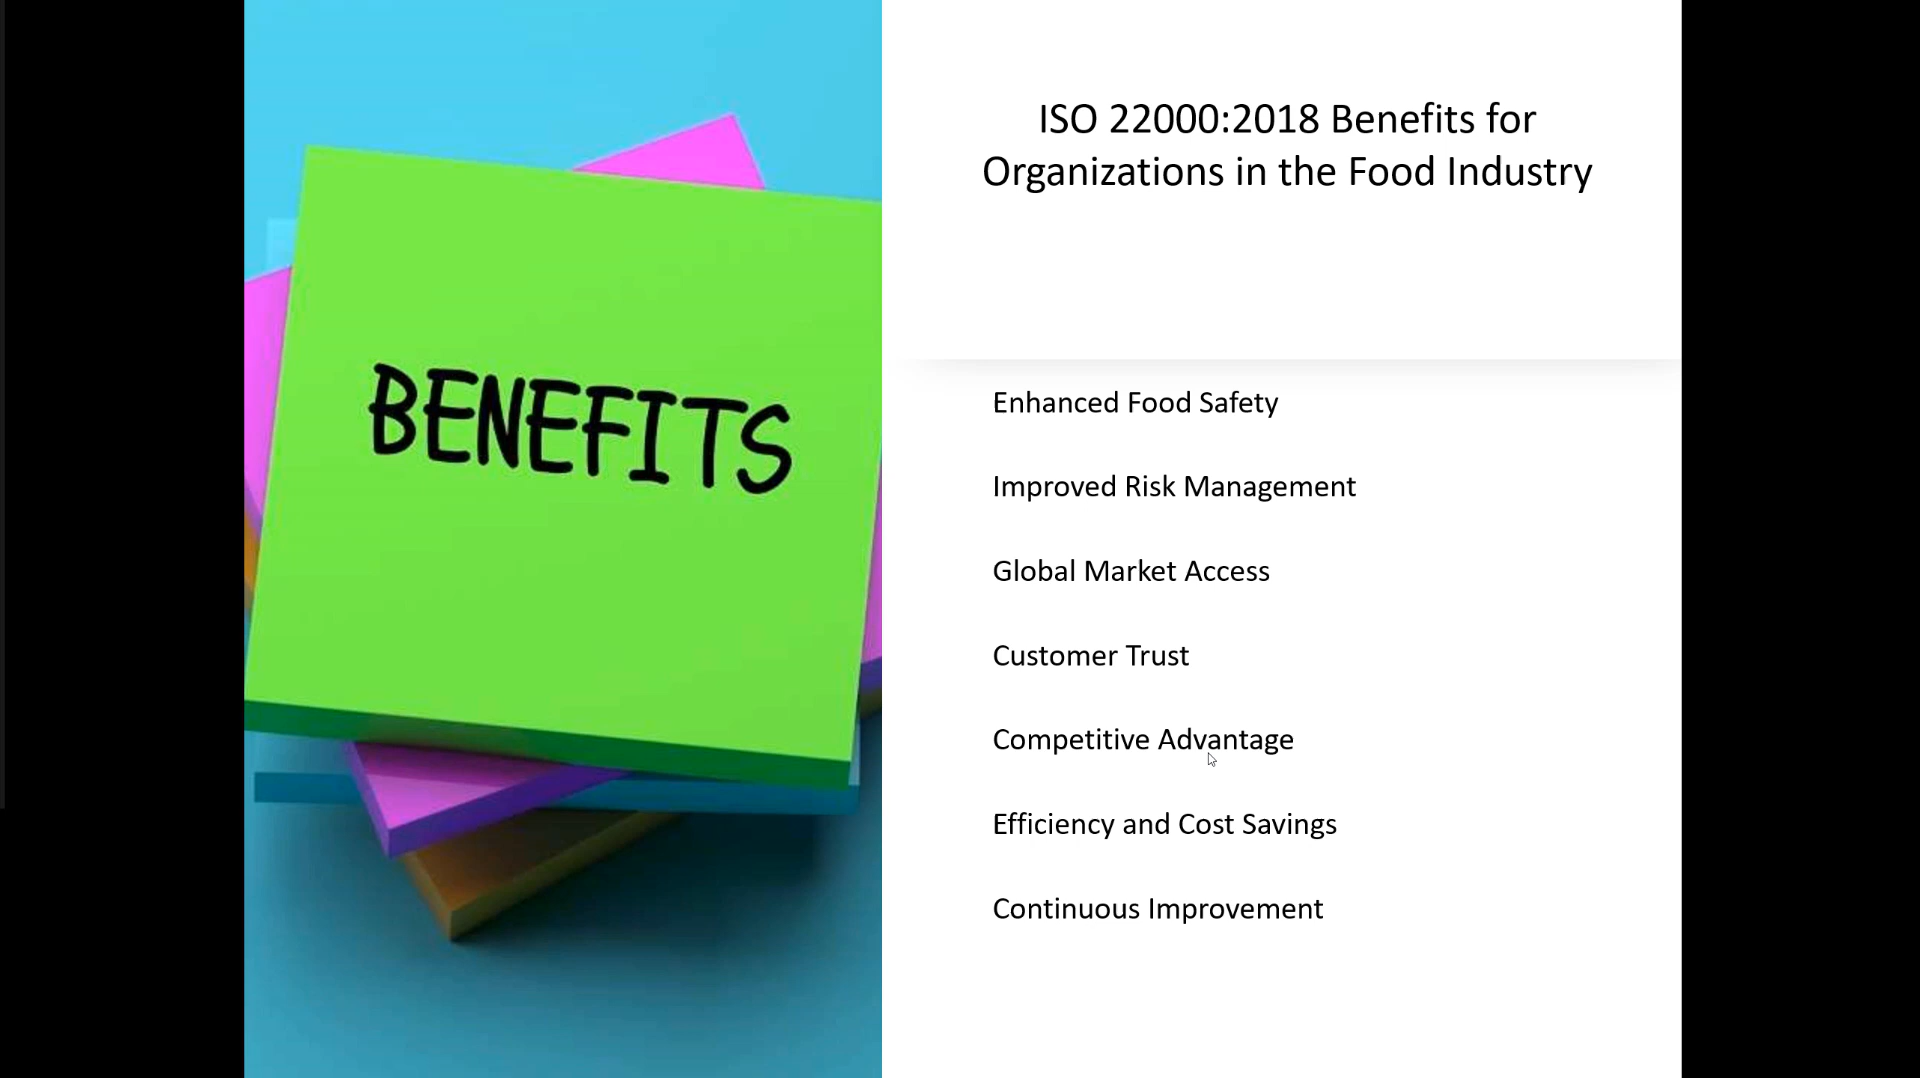 BENEFITS
ISO 22000:2018 Benefits for
Organizations in the Food Industry
Enhanced Food Safety
Improved Risk Management
Global Market Access
Customer Trust
Competitive Advantage
Efficiency and Cost Savings
Continuous Improvement